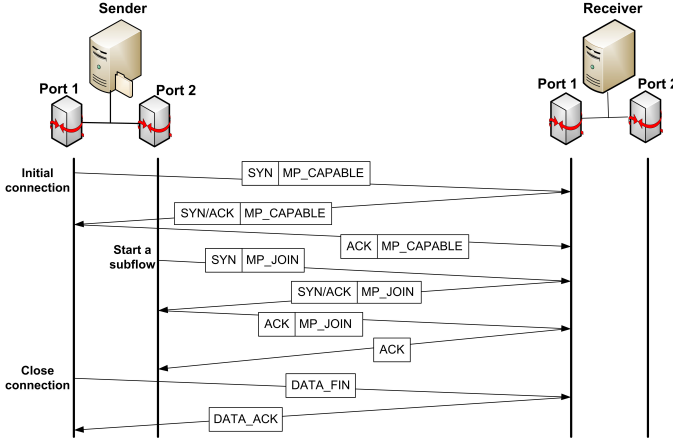 Sender
Receiver
Port 1
Port 2
Port 1
Port 2
Initial
connection
SYN MP_CAPABLE
SYN/ACK MP_CAPABLE
ACK MP_CAPABLE
Start a
subflow
SYN MP_JOIN
SYN/ACK MP_JOIN
ACK MP_JOIN
ACK
Close
connection
DATA_FIN
DATA_ACK